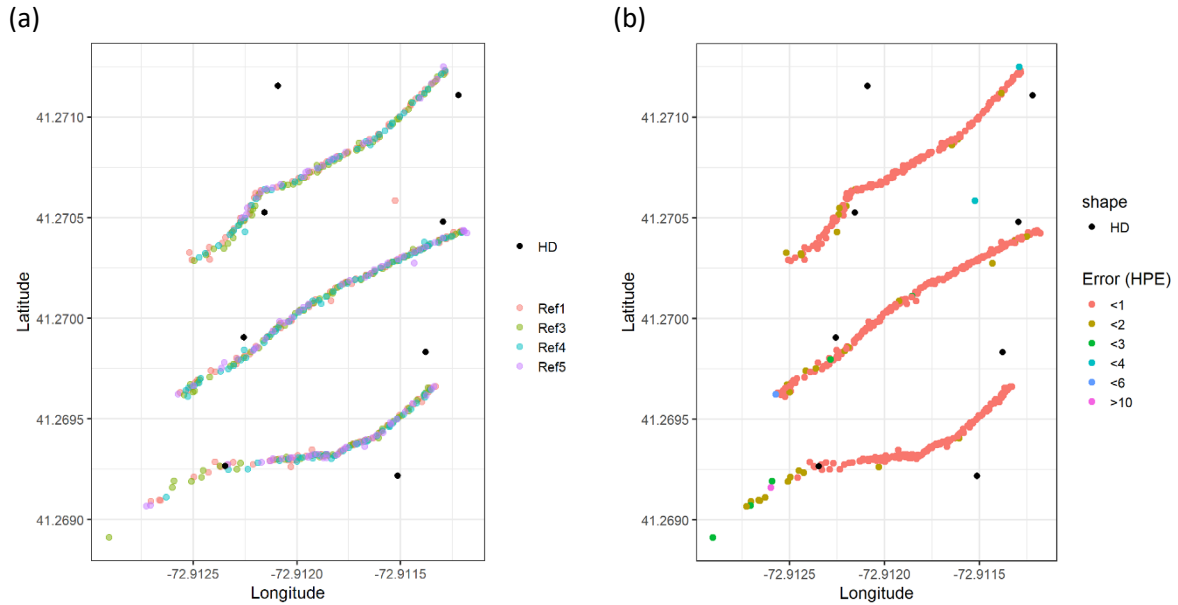 (a)
41.2710
41.2705
41.2700
41.2695
41.2690
Latitude
-72.9125
-72.9120
-72.9115
Longitude
HD
Ref1
Ref3
Ref4
Ref5
(b)
41.2710
41.2705
41.2700
41.2695
41.2690
Latitude
-72.9125
-72.9120
-72.9115
Longitude
shape
HD
Error (HPE)
<1
<2
<3
<4
<6
>10